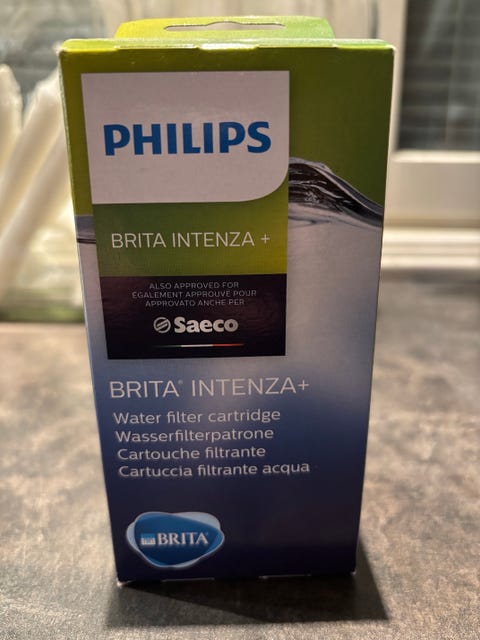 PHILIPS
BRITA INTENZA +
ALSO APPROVED FOR
ÉGALEMENT APPROUVÉ POUR
APPROVATO ANCHE PER
Saeco
BRITA® INTENZA+
Water filter cartridge
Wasserfilterpatrone
Cartouche filtrante
Cartuccia filtrante acqua
BRITA®